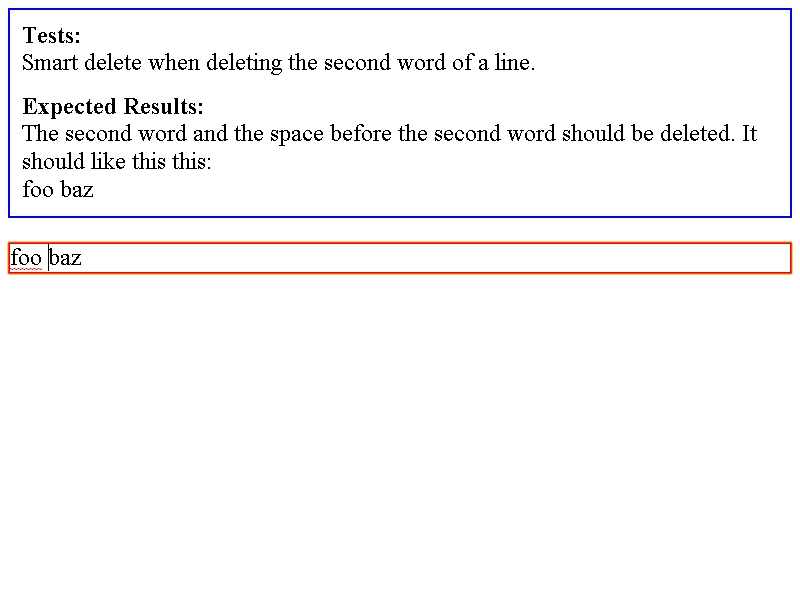 Tests:
Smart delete when deleting the second word of a line.
Expected Results:
The second word and the space before the second word should be deleted. It
should like this this:
foo baz
foo baz